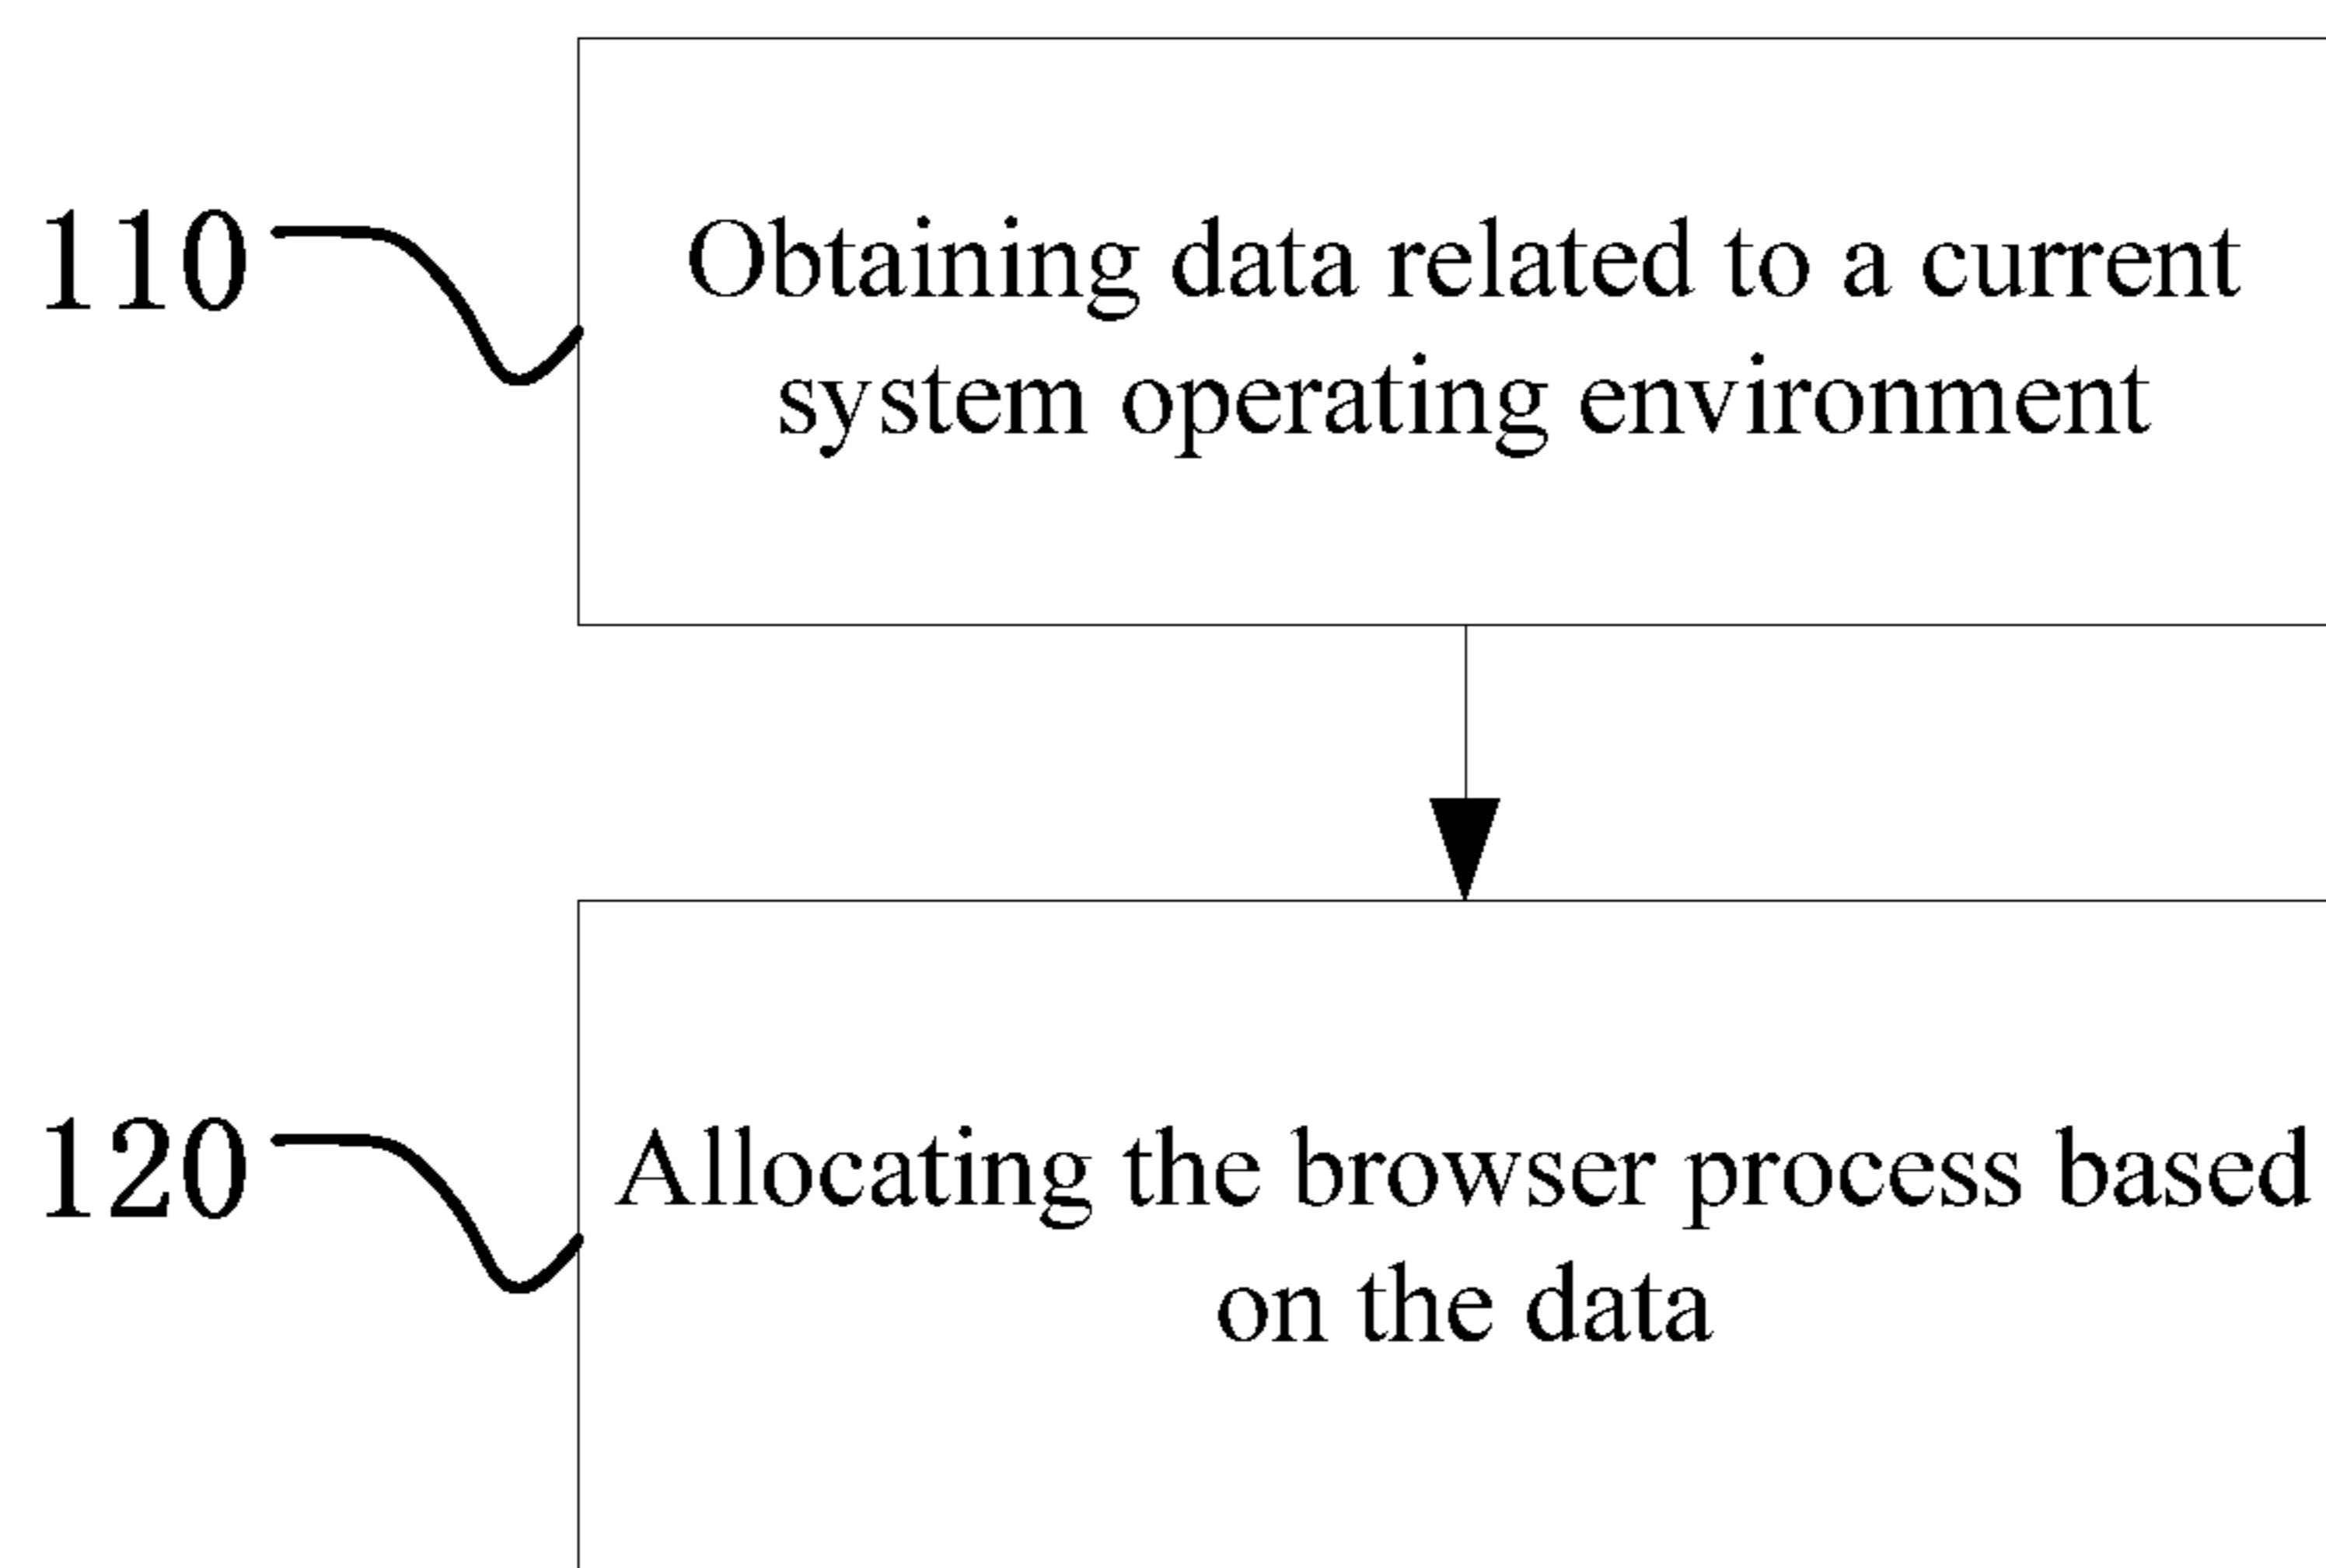 110
Obtaining data related to a current
system operating environment
120
Allocating the browser process based
on the data